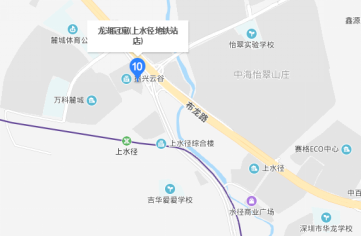 龙湖冠寓(上水径地铁站
店)
鑫源
麓城体育公
怡翠实验学校
10
星兴云谷
中海怡翠山庄
万科麓城
布龙路
上水径
上水径综合楼
赛格ECO中心
上水径
吉华爱爱学校
中百
水径商业广场
深圳市华龙学校